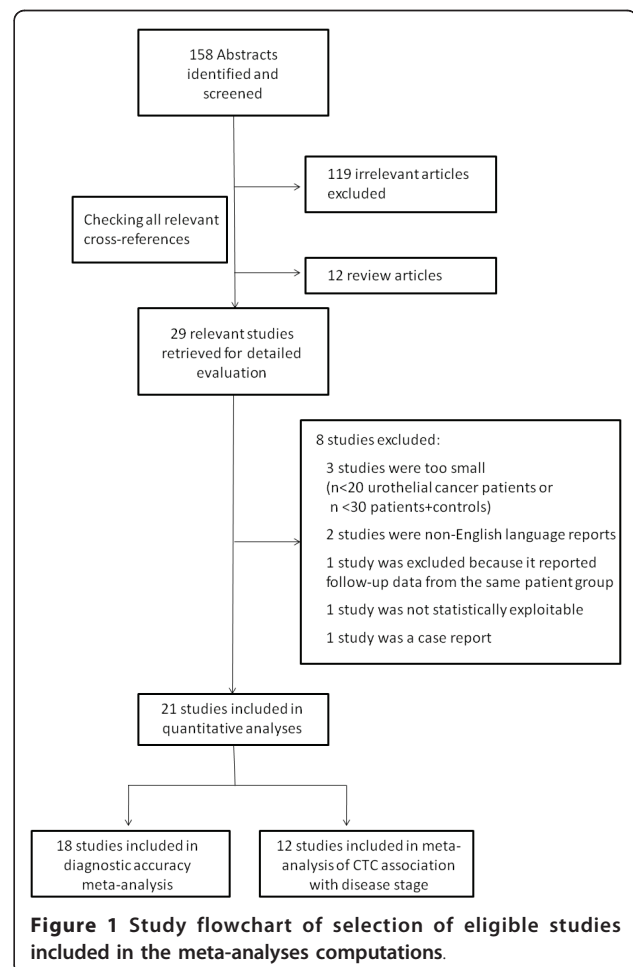 158 Abstracts
identified and
screened
119 irrelevant articles
excluded
Checking all relevant
cross-references
12 review articles
29 relevant studies
retrieved for detailed
evaluation
8 studies excluded:
3 studies were too small
(n<20 urothelial cancer patients or
n <30 patients+controls)
2 studies were non-English language reports
1 study was excluded because it reported
follow-up data from the same patient group
1 study was not statistically exploitable
1 study was a case report
21 studies included in
quantitative analyses
18 studies included in
diagnostic accuracy
meta-analysis
12 studies included in meta-
analysis of CTC association
with disease stage
Figure 1 Study flowchart of selection of eligible studies
included in the meta-analyses computations.